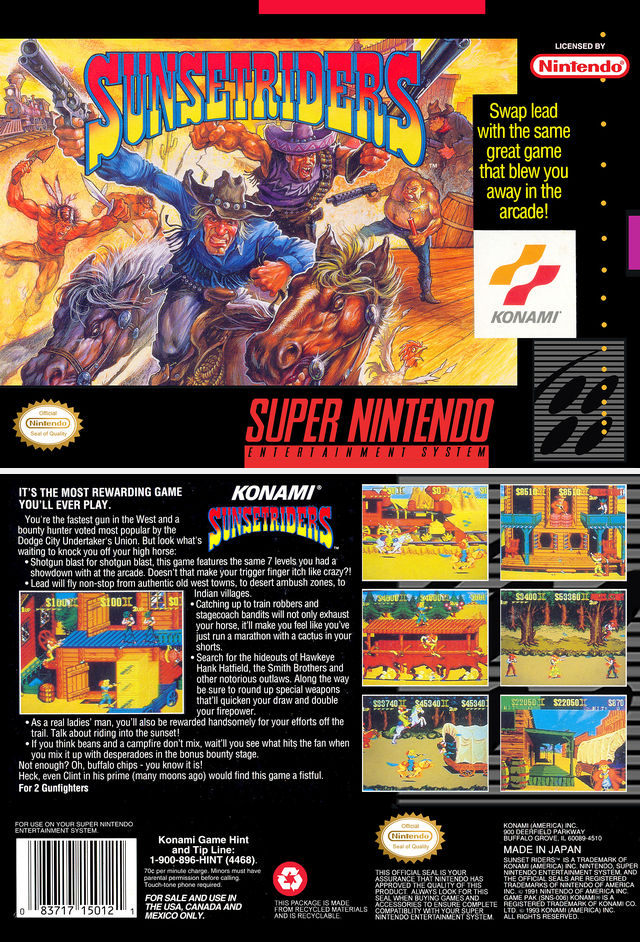 SUNSETRIDERS
TM
LICENSED BY
Nintendo®
Swap lead
with the same
great game
that blew you
away in the
arcade!
KONAMI®
Official
Nintendo
Seal of Quality
SUPER NINTENDO
ENTERTAINMENT SYSTEM
IT'S THE MOST REWARDING GAME
YOU'LL EVER PLAY.
You're the fastest gun in the West and a
bounty hunter voted most popular by the
Dodge City Undertaker's Union. But look what's
waiting to knock you off your high horse:
• Shotgun blast for shotgun blast, this game features the same 7 levels you had a
showdown with at the arcade. Doesn't that make your trigger finger itch like crazy?!
• Lead will fly non-stop from authentic old west towns, to desert ambush zones, to
Indian villages.
• Catching up to train robbers and
stagecoach bandits will not only exhaust
your horse, it'll make you feel like you've
just run a marathon with a cactus in your
shorts.
• Search for the hideouts of Hawkeye
Hank Hatfield, the Smith Brothers and
other notorious outlaws. Along the way
be sure to round up special weapons
that'll quicken your draw and double
your firepower.
• As a real ladies' man, you'll also be rewarded handsomely for your efforts off the
trail. Talk about riding into the sunset!
• If you think beans and a campfire don't mix, wait'll you see what hits the fan when
you mix it up with desperadoes in the bonus bounty stage.
Not enough? Oh, buffalo chips - you know it is!
Heck, even Clint in his prime (many moons ago) would find this game a fistful.
For 2 Gunfighters
KONAMI®
SUNSETRIDERS
TM
$8510
$8510
$3400
$53360
$33740
$45340
$45340
$22050
$22050
$870
FOR USE ON YOUR SUPER NINTENDO
ENTERTAINMENT SYSTEM.
0 83717 15012 1
Konami Game Hint
and Tip Line:
1-900-896-HINT (4468).
70¢ per minute charge. Minors must have
parental permission before calling.
Touch-tone phone required.
FOR SALE AND USE IN
THE USA, CANADA AND
MEXICO ONLY.
THIS PACKAGE IS MADE
FROM RECYCLED MATERIALS
AND IS RECYCLABLE.
Official
Nintendo
Seal of Quality
THIS OFFICIAL SEAL IS YOUR
ASSURANCE THAT NINTENDO HAS
APPROVED THE QUALITY OF THIS
PRODUCT. ALWAYS LOOK FOR THIS
SEAL WHEN BUYING GAMES AND
ACCESSORIES TO ENSURE COMPLETE
COMPATIBILITY WITH YOUR SUPER
NINTENDO ENTERTAINMENT SYSTEM.
KONAMI (AMERICA) INC.
900 DEERFIELD PARKWAY
BUFFALO GROVE, IL 60089-4510
MADE IN JAPAN
SUNSET RIDERS™ IS A TRADEMARK OF
KONAMI (AMERICA) INC. NINTENDO, SUPER
NINTENDO ENTERTAINMENT SYSTEM, AND
THE OFFICIAL SEALS ARE REGISTERED
TRADEMARKS OF NINTENDO OF AMERICA
INC. © 1991 NINTENDO OF AMERICA INC.
GAME PAK (SNS-006) KONAMI® IS A
REGISTERED TRADEMARK OF KONAMI CO.
LTD. © 1993 KONAMI (AMERICA) INC.
ALL RIGHTS RESERVED.